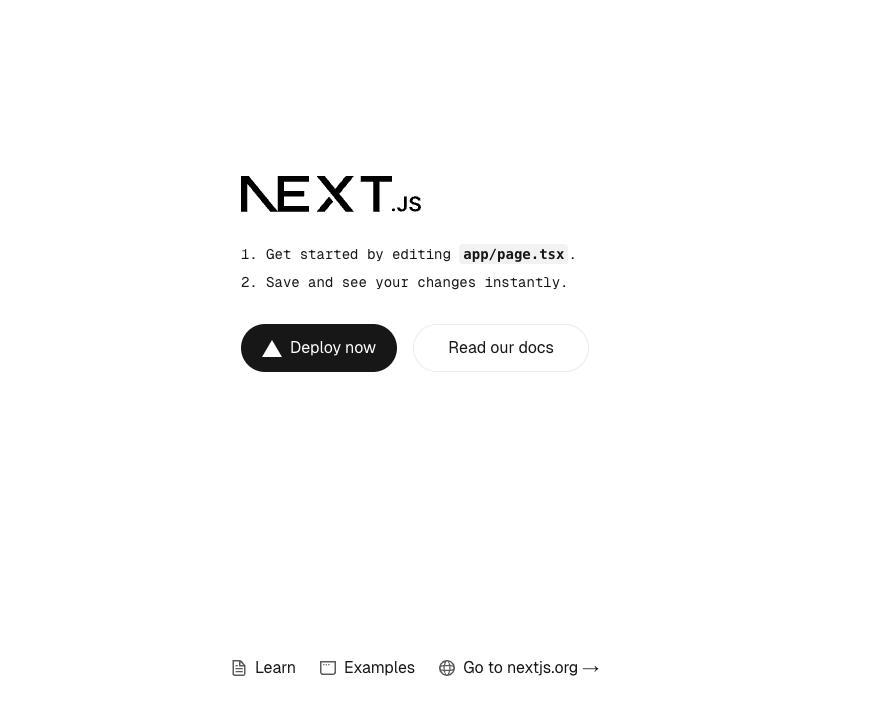 NEXT.JS
1. Get started by editing app/page.tsx.
2. Save and see your changes instantly.
Deploy now
Read our docs
Learn
Examples
Go to nextjs.org →